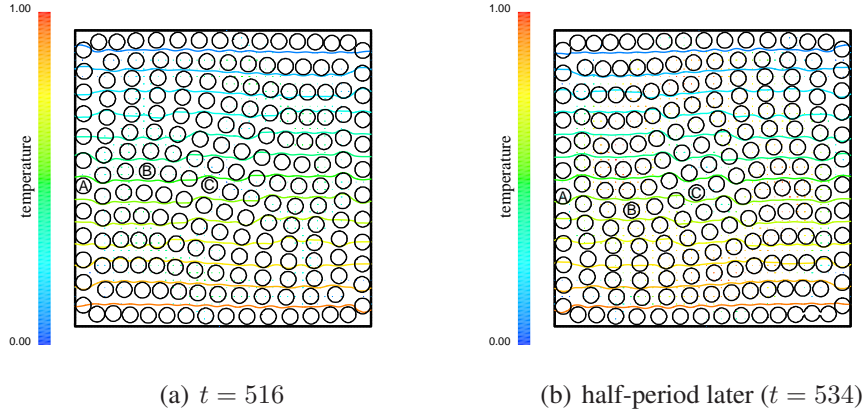 1.00
temperature
0.00
A
B
C
1.00
temperature
0.00
A
B
C
(a) t = 516
(b) half-period later (t = 534)